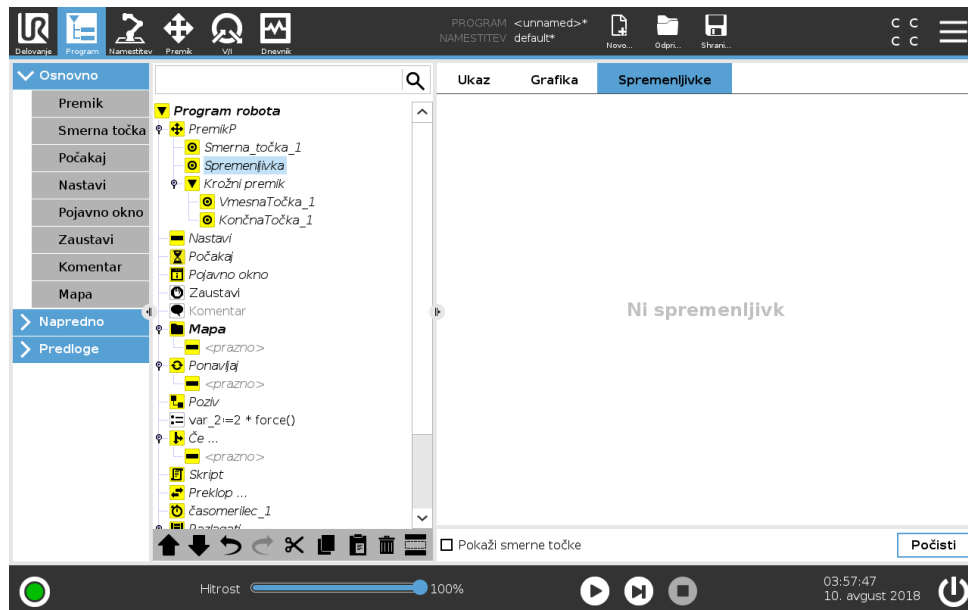 UR
Delovanje
Program
Namestitev
Premik
V/I
Dnevnik
PROGRAM <unnamed>*
NAMESTITEV default*
Novo...
Odpri...
Shrani...
C C
C C
Osnovno
Premik
Smerna točka
Počakaj
Nastavi
Pojavno okno
Zaustavi
Komentar
Mapa
Napredno
Predloge
Program robota
PremikP
Smerna_točka_1
Spremenljivka
Krožni premik
VmesnaTočka_1
KončnaTočka_1
Nastavi
Počakaj
Pojavno okno
Zaustavi
Komentar
Mapa
<prazno>
Ponavljaj
<prazno>
Poziv
var_2:=2 * force()
Če ...
<prazno>
Skript
Preklop ...
časomerilec_1
Razlagati
Ukaz
Grafika
Spremenljivke
Ni spremenljivk
Pokaži smerne točke
Počisti
Hitrost
100%
03:57:47
10. avgust 2018